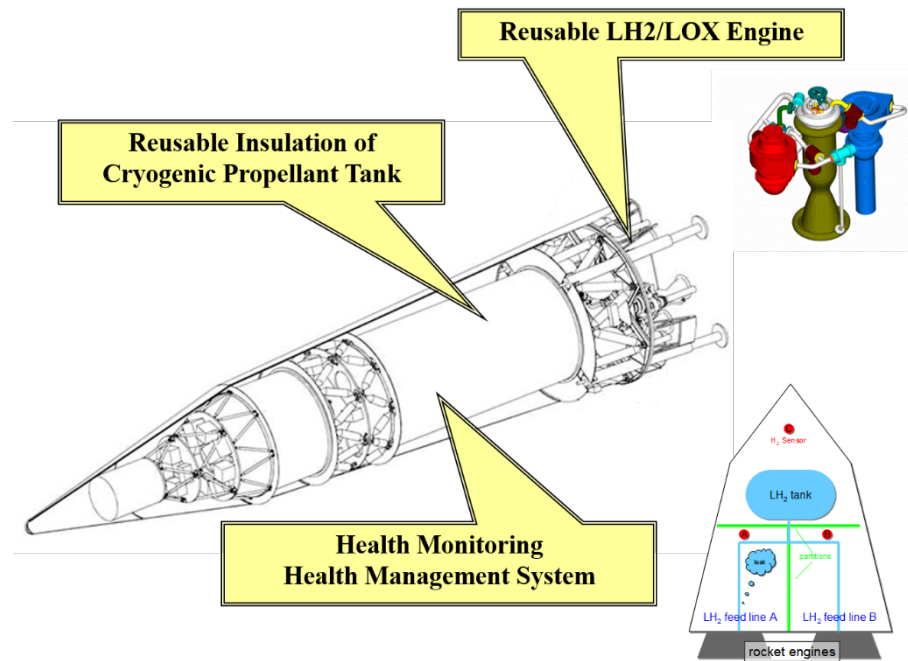 Reusable LH2/LOX Engine
Reusable Insulation of
Cryogenic Propellant Tank
Health Monitoring
Health Management System
C
H₂ Sensor
LH₂ tank
A
B
partitions
leak
LH₂ feed line A
LH₂ feed line B
rocket engines